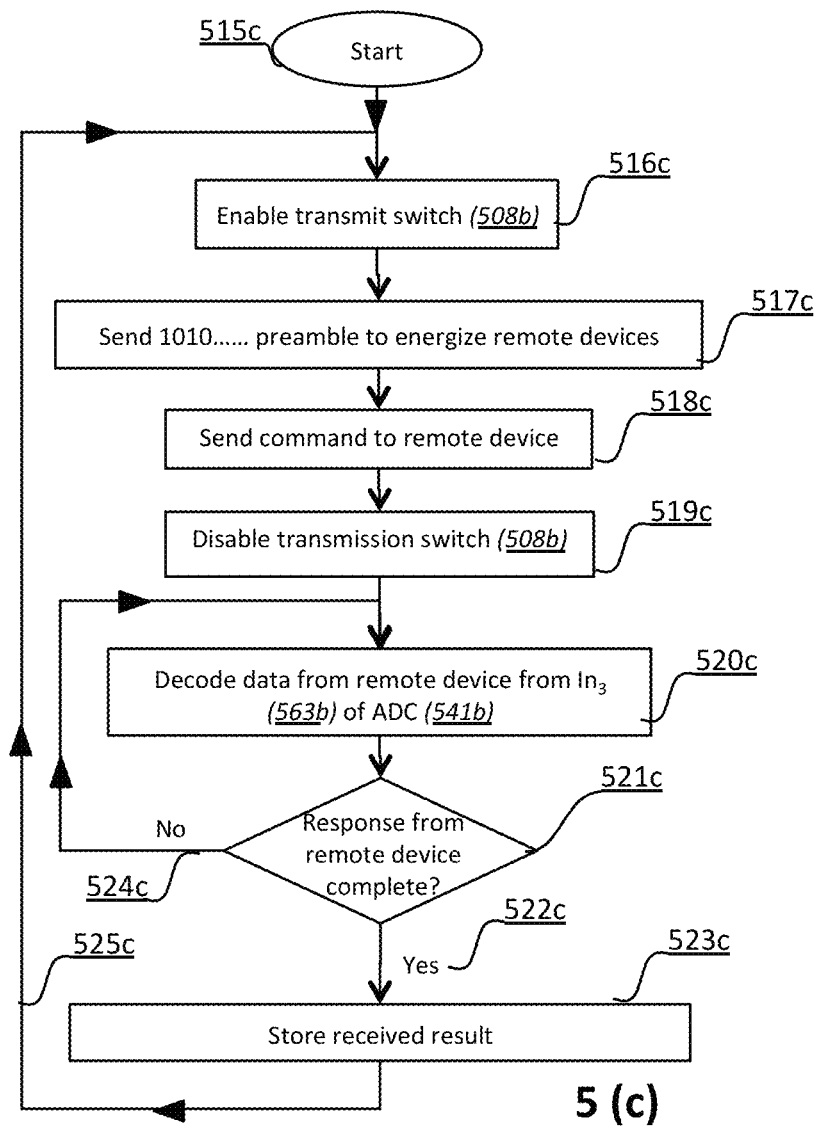 515c
Start
516c
Enable transmit switch (508b)
517c
Send 1010...... preamble to energize remote devices
518c
Send command to remote device
519c
Disable transmission switch (508b)
520c
Decode data from remote device from In3
(563b) of ADC (541b)
521c
No
Response from
remote device
complete?
524c
522c
525c
Yes
523c
Store received result
5 (c)